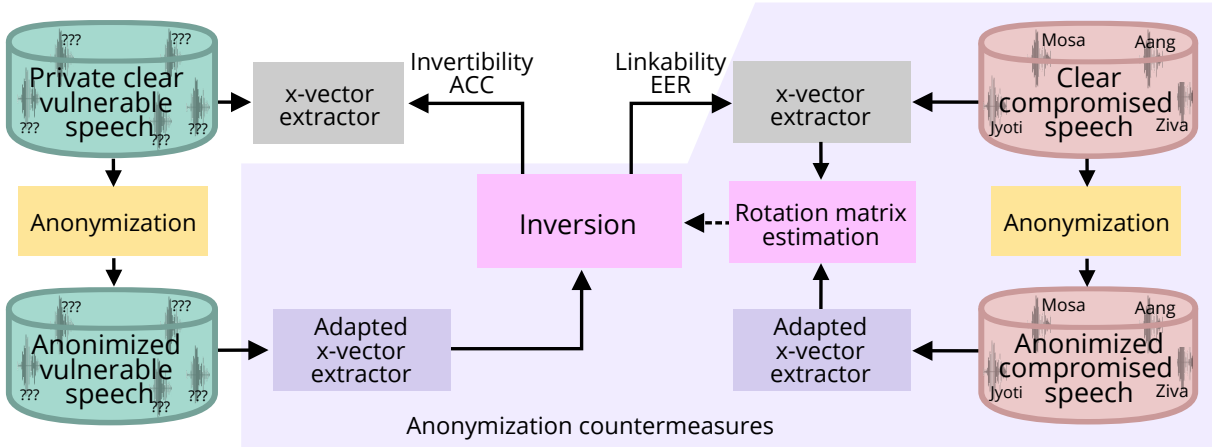 ???
???
Private clear
vulnerable
speech
???
???
???
x-vector
extractor
Invertibility
ACC
Linkability
EER
x-vector
extractor
Mosa
Aang
Clear
compromised
speech
Jyoti
Ziva
Anonymization
Inversion
Rotation matrix
estimation
Anonymization
???
???
Anonimized
vulnerable
speech
???
???
???
Adapted
x-vector
extractor
Adapted
x-vector
extractor
Mosa
Aang
Anonimized
compromised
speech
Jyoti
Ziva
Anonymization countermeasures